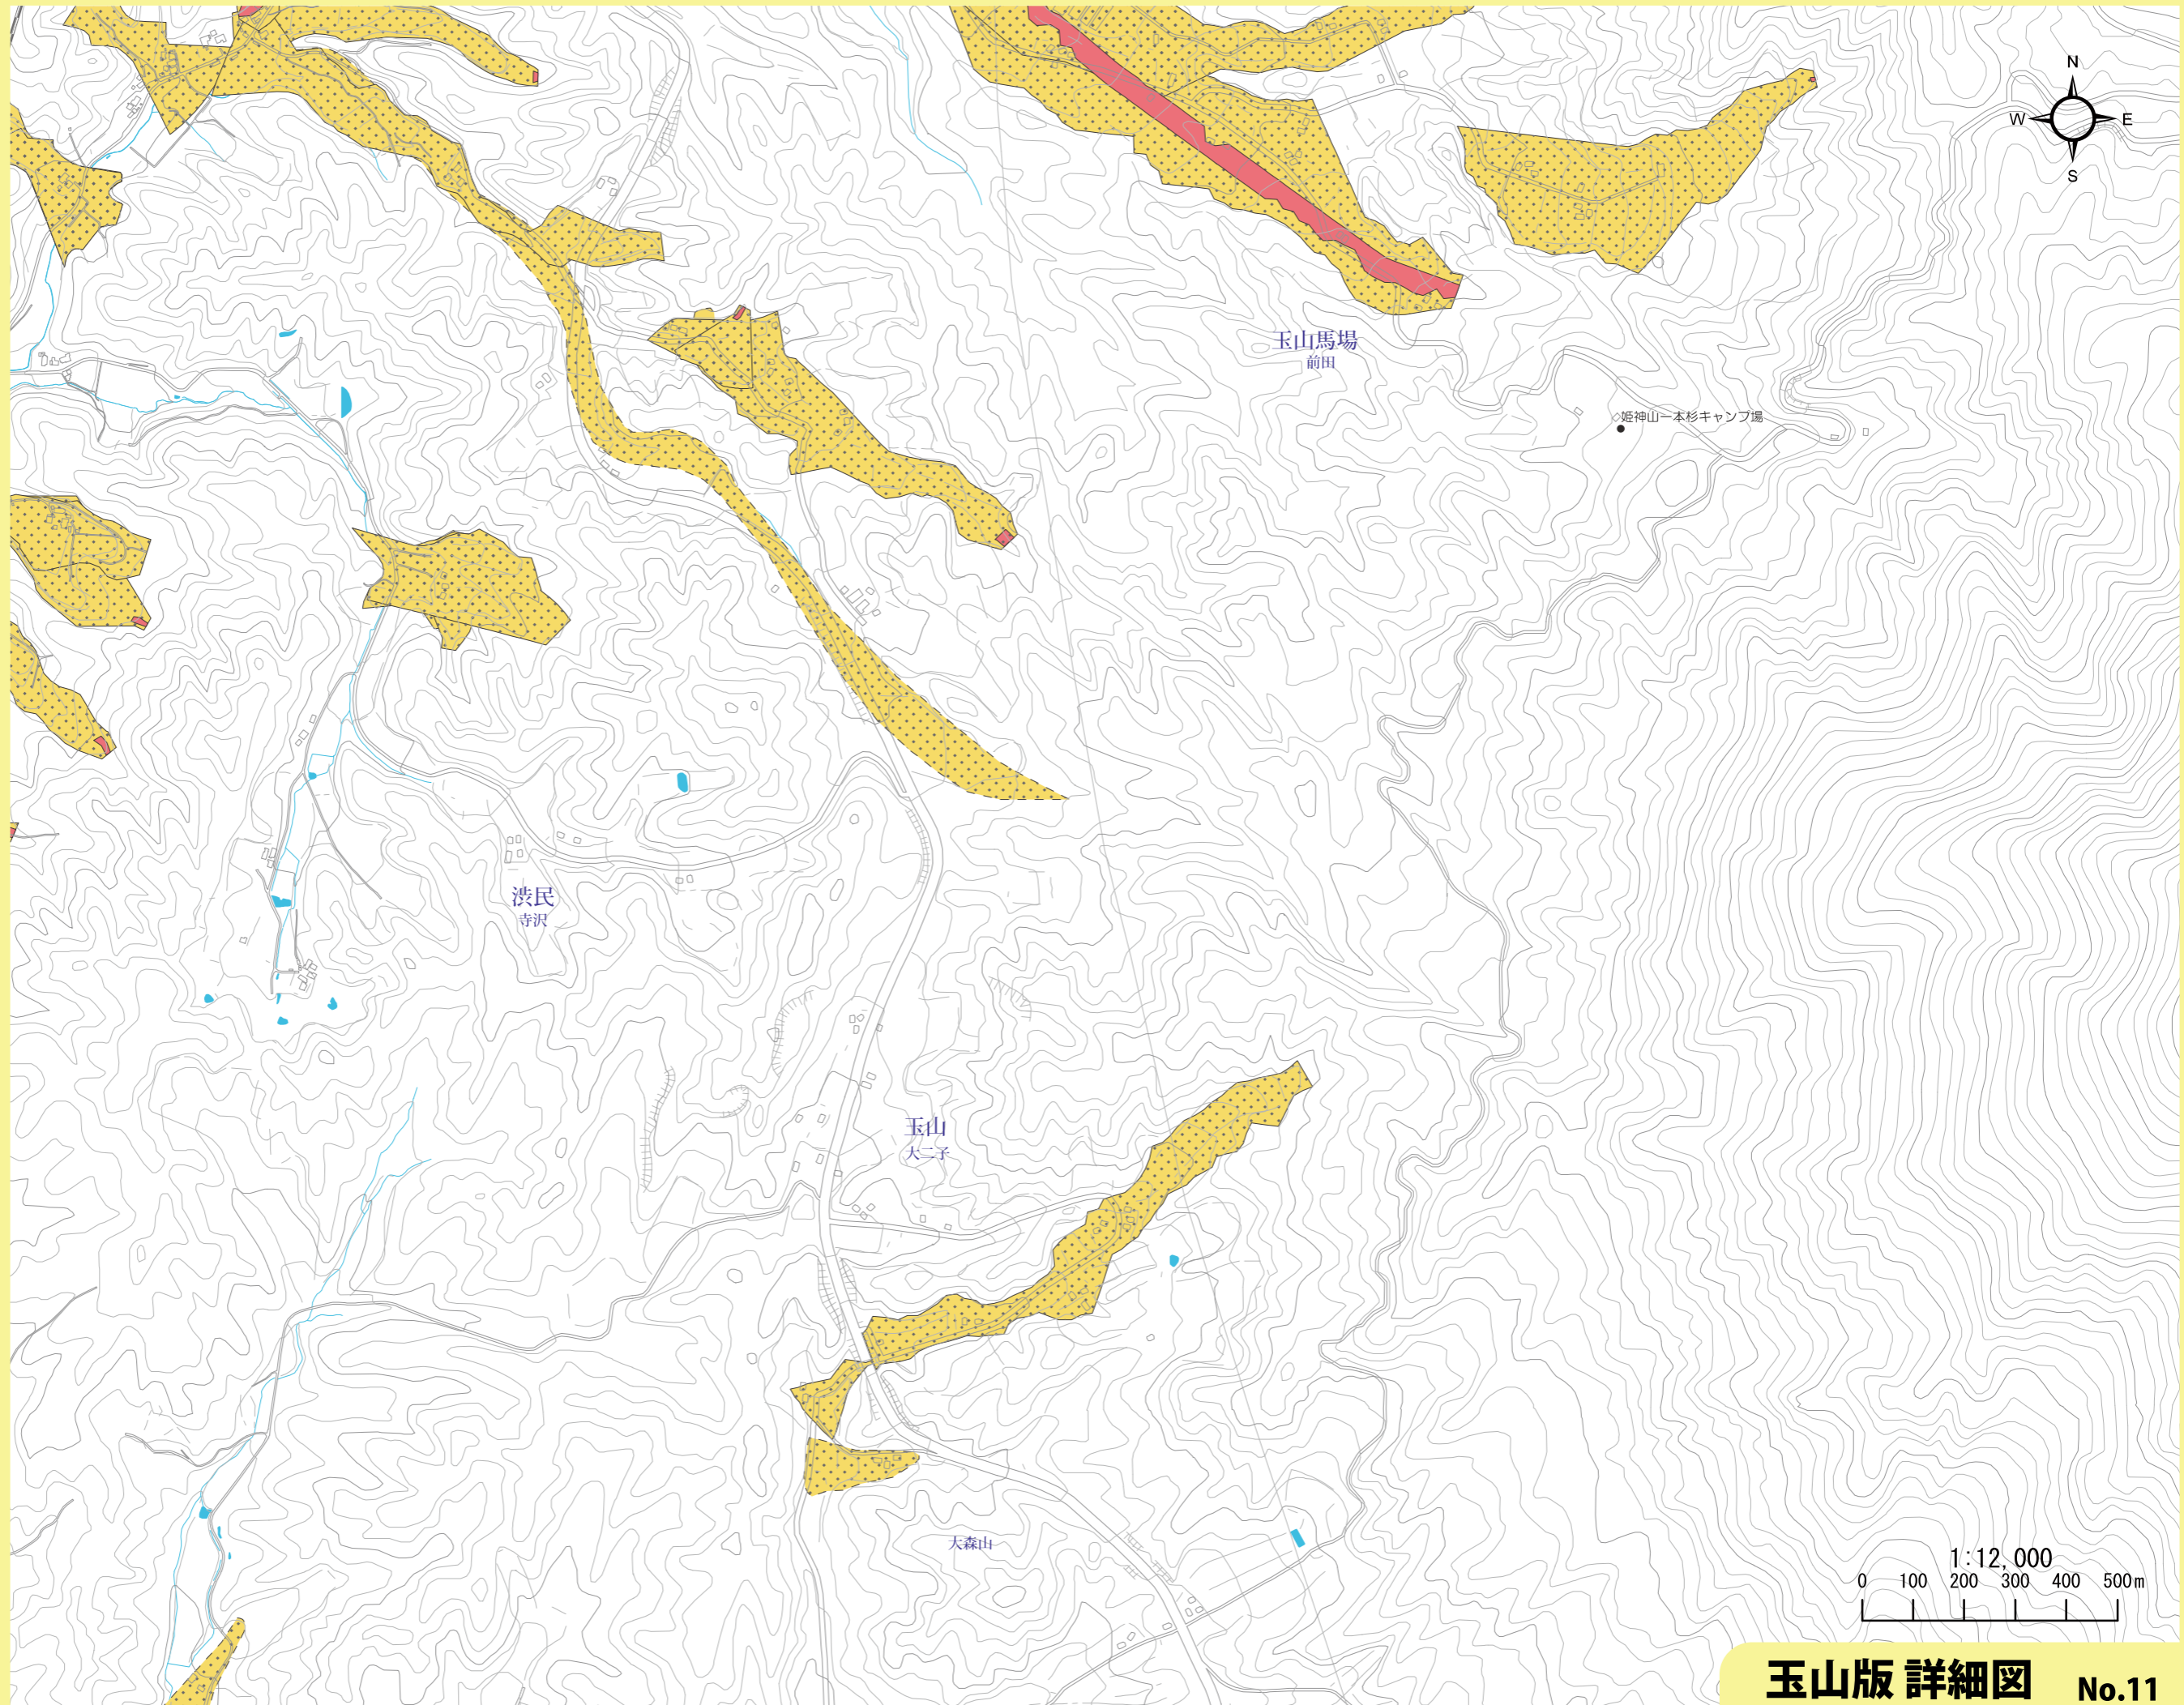 N
W E
S
玉山馬場
前田
◇姫神山一本杉キャンプ場
渋民
寺沢
玉山
大二子
大森山
1:12,000
0 100 200 300 400 500m
玉山版 詳細図 No.11